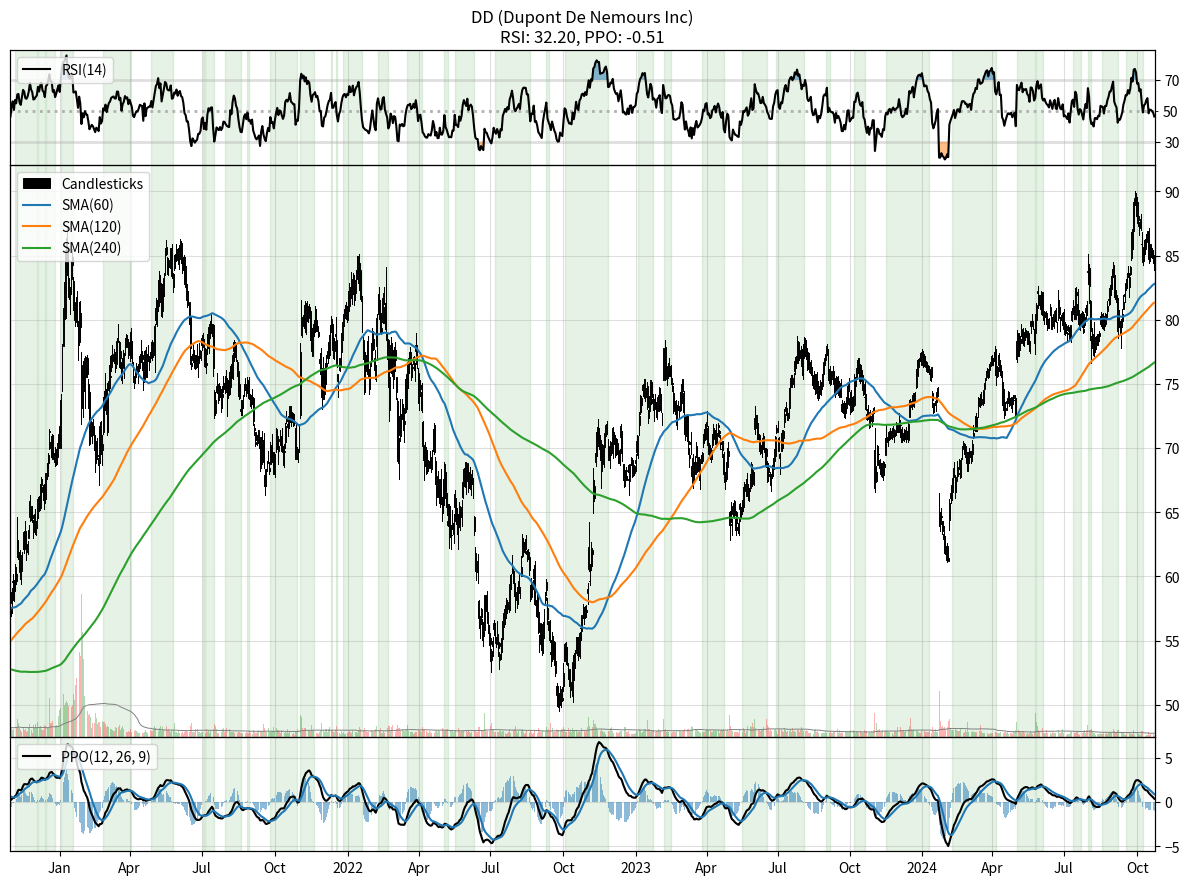 DD (Dupont De Nemours Inc)
RSI: 32.20, PPO: -0.51
RSI(14)
70
50
30
Candlesticks
SMA(60)
SMA(120)
SMA(240)
90
85
80
75
70
65
60
55
50
PPO(12, 26, 9)
5
0
−5
Jan Apr Jul Oct 2022 Apr Jul Oct 2023 Apr Jul Oct 2024 Apr Jul Oct